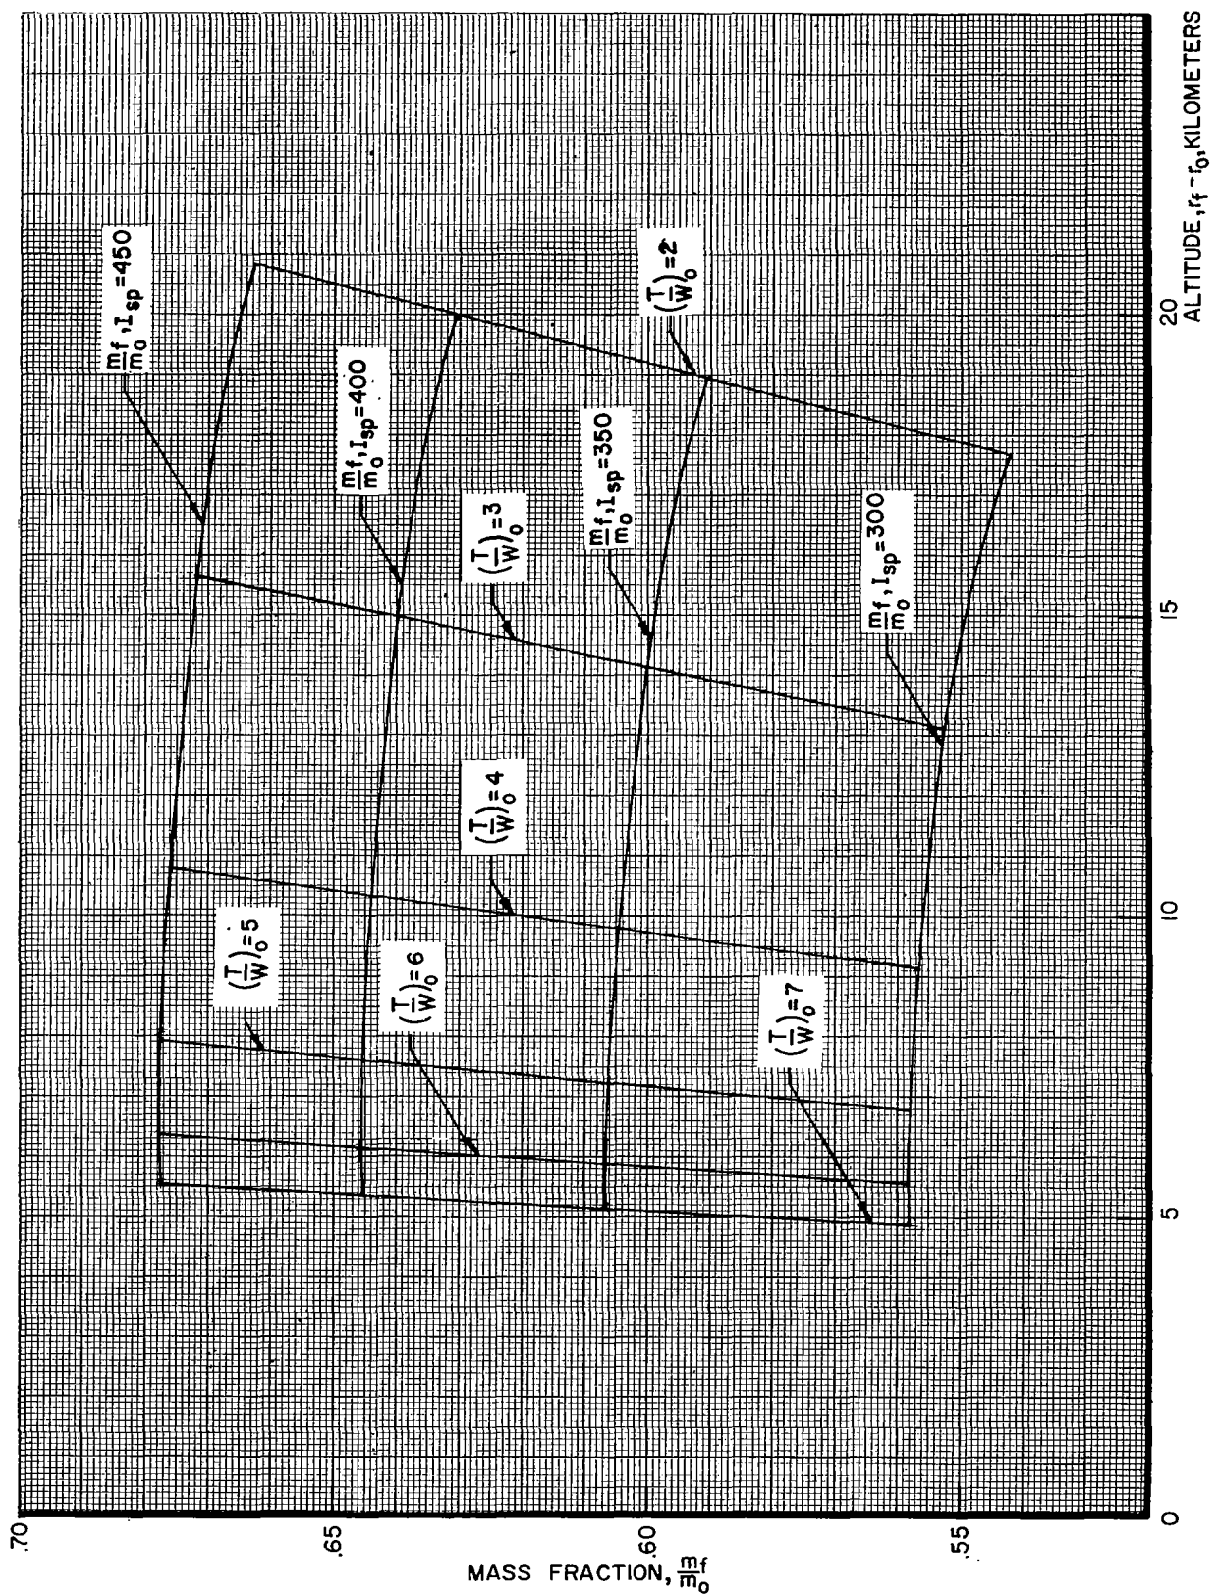 .70
.65
.60
.55
MASS FRACTION, mf/mo
0
5
10
15
20
ALTITUDE, rf-ro, KILOMETERS
mf/mo, Isp=450
mf/mo, Isp=400
mf/mo, Isp=350
mf/mo, Isp=300
(T/W)o=2
(T/W)o=3
(T/W)o=4
(T/W)o=5
(T/W)o=6
(T/W)o=7